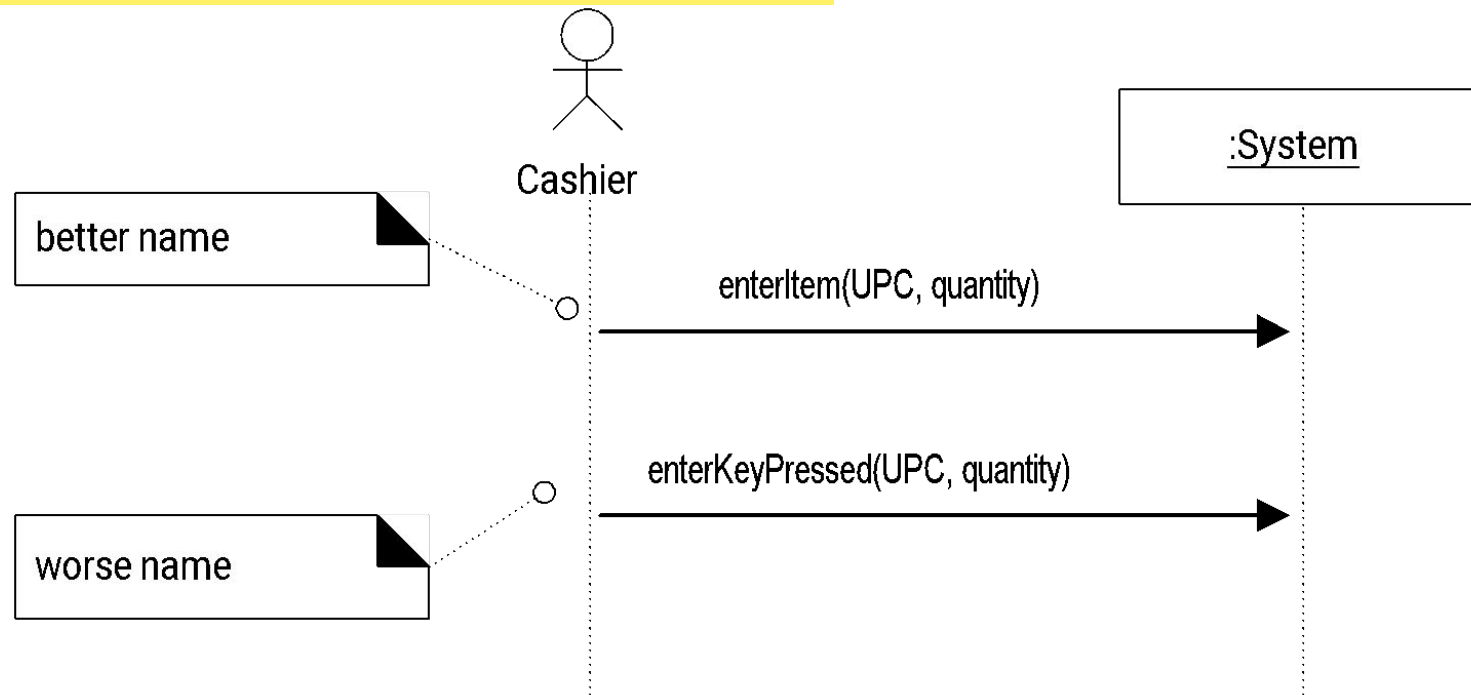 Cashier
:System
better name
enterItem(UPC, quantity)
enterKeyPressed(UPC, quantity)
worse name